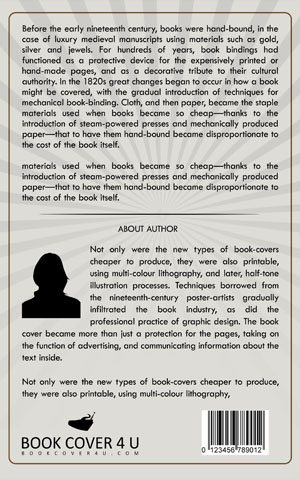 Before the early nineteenth century, books were hand-bound, in the
case of luxury medieval manuscripts using materials such as gold,
silver and jewels. For hundreds of years, book bindings had
functioned as a protective device for the expensively printed or
hand-made pages, and as a decorative tribute to their cultural
authority. In the 1820s great changes began to occur in how a book
might be covered, with the gradual introduction of techniques for
mechanical book-binding. Cloth, and then paper, became the staple
materials used when books became so cheap—thanks to the
introduction of steam-powered presses and mechanically produced
paper—that to have them hand-bound became disproportionate to
the cost of the book itself.
materials used when books became so cheap—thanks to the
introduction of steam-powered presses and mechanically produced
paper—that to have them hand-bound became disproportionate to
the cost of the book itself.
ABOUT AUTHOR
Not only were the new types of book-covers
cheaper to produce, they were also printable,
using multi-colour lithography, and later, half-tone
illustration processes. Techniques borrowed from
the nineteenth-century poster-artists gradually
infiltrated the book industry, as did the
professional practice of graphic design. The book
cover became more than just a protection for the pages, taking on
the function of advertising, and communicating information about the
text inside.
Not only were the new types of book-covers cheaper to produce,
they were also printable, using multi-colour lithography,
BOOK COVER 4 U
BOOKCOVER4U.COM
0 123456 789012